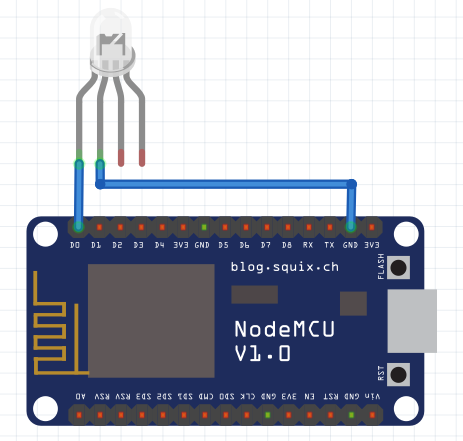 D0 D1 D2 D3 D4 3V3 GND D5 D6 D7 D8 RX TX GND 3V3
blog.squix.ch
FLASH
NodeMCU
V1.0
RST
A0 RSV RSV SD3 SD2 SD1 CMD SD0 CLK GND 3V3 EN RST GND Vin